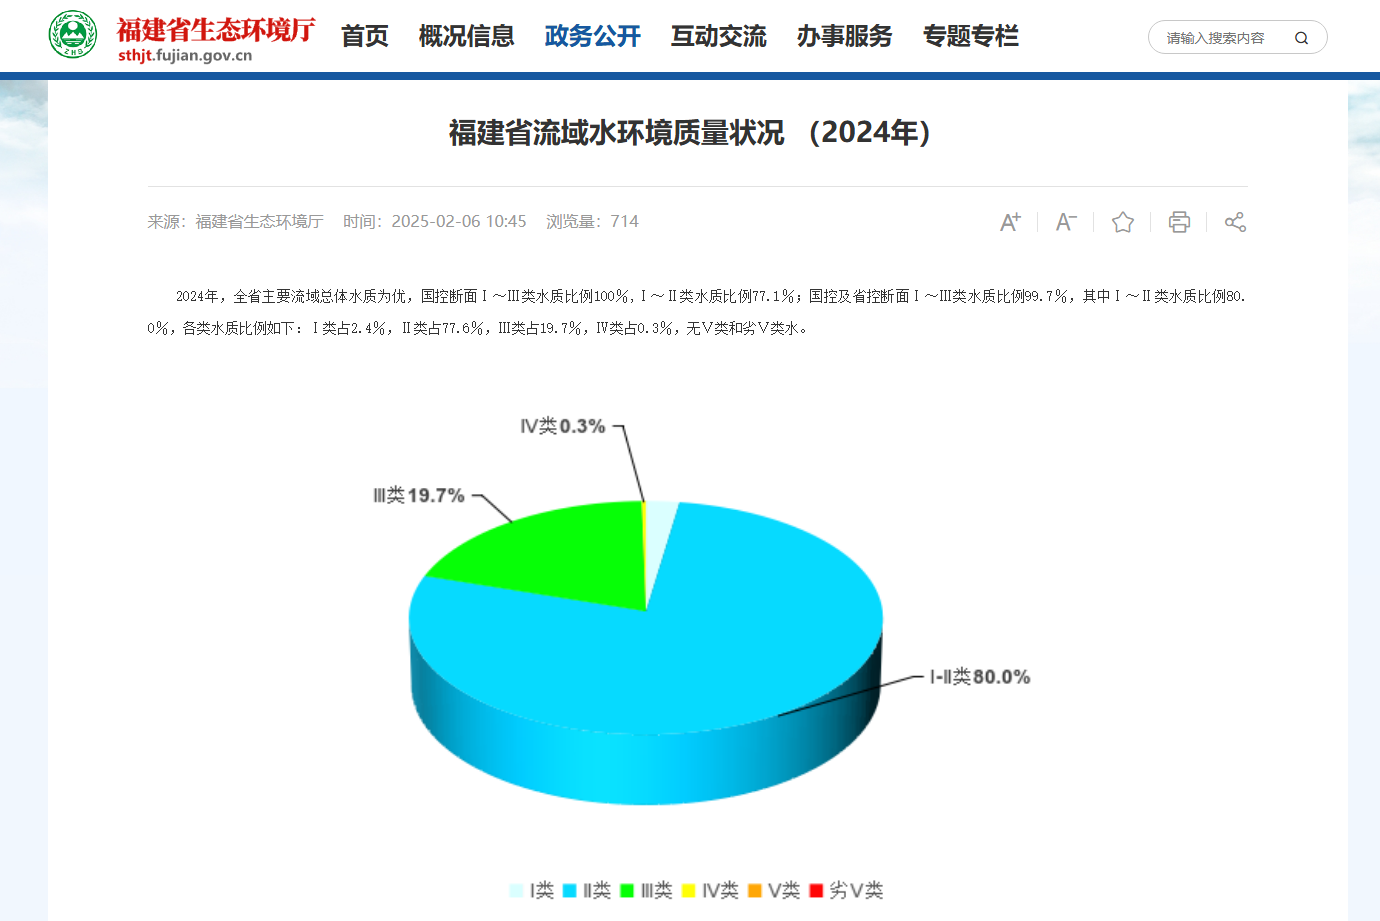 福建省生态环境厅
sthjt.fujian.gov.cn
首页 概况信息 政务公开 互动交流 办事服务 专题专栏
请输入搜索内容
福建省流域水环境质量状况 （2024年）
来源：福建省生态环境厅 时间：2025-02-06 10:45 浏览量：714
A+ A−
2024年，全省主要流域总体水质为优，国控断面Ⅰ～Ⅲ类水质比例100%，Ⅰ～Ⅱ类水质比例77.1%；国控及省控断面Ⅰ～Ⅲ类水质比例99.7%，其中Ⅰ～Ⅱ类水质比例80.
0%，各类水质比例如下：Ⅰ类占2.4%，Ⅱ类占77.6%，Ⅲ类占19.7%，Ⅳ类占0.3%，无Ⅴ类和劣Ⅴ类水。
Ⅳ类0.3%
Ⅲ类19.7%
Ⅰ-Ⅱ类80.0%
Ⅰ类 Ⅱ类 Ⅲ类 Ⅳ类 Ⅴ类 劣Ⅴ类